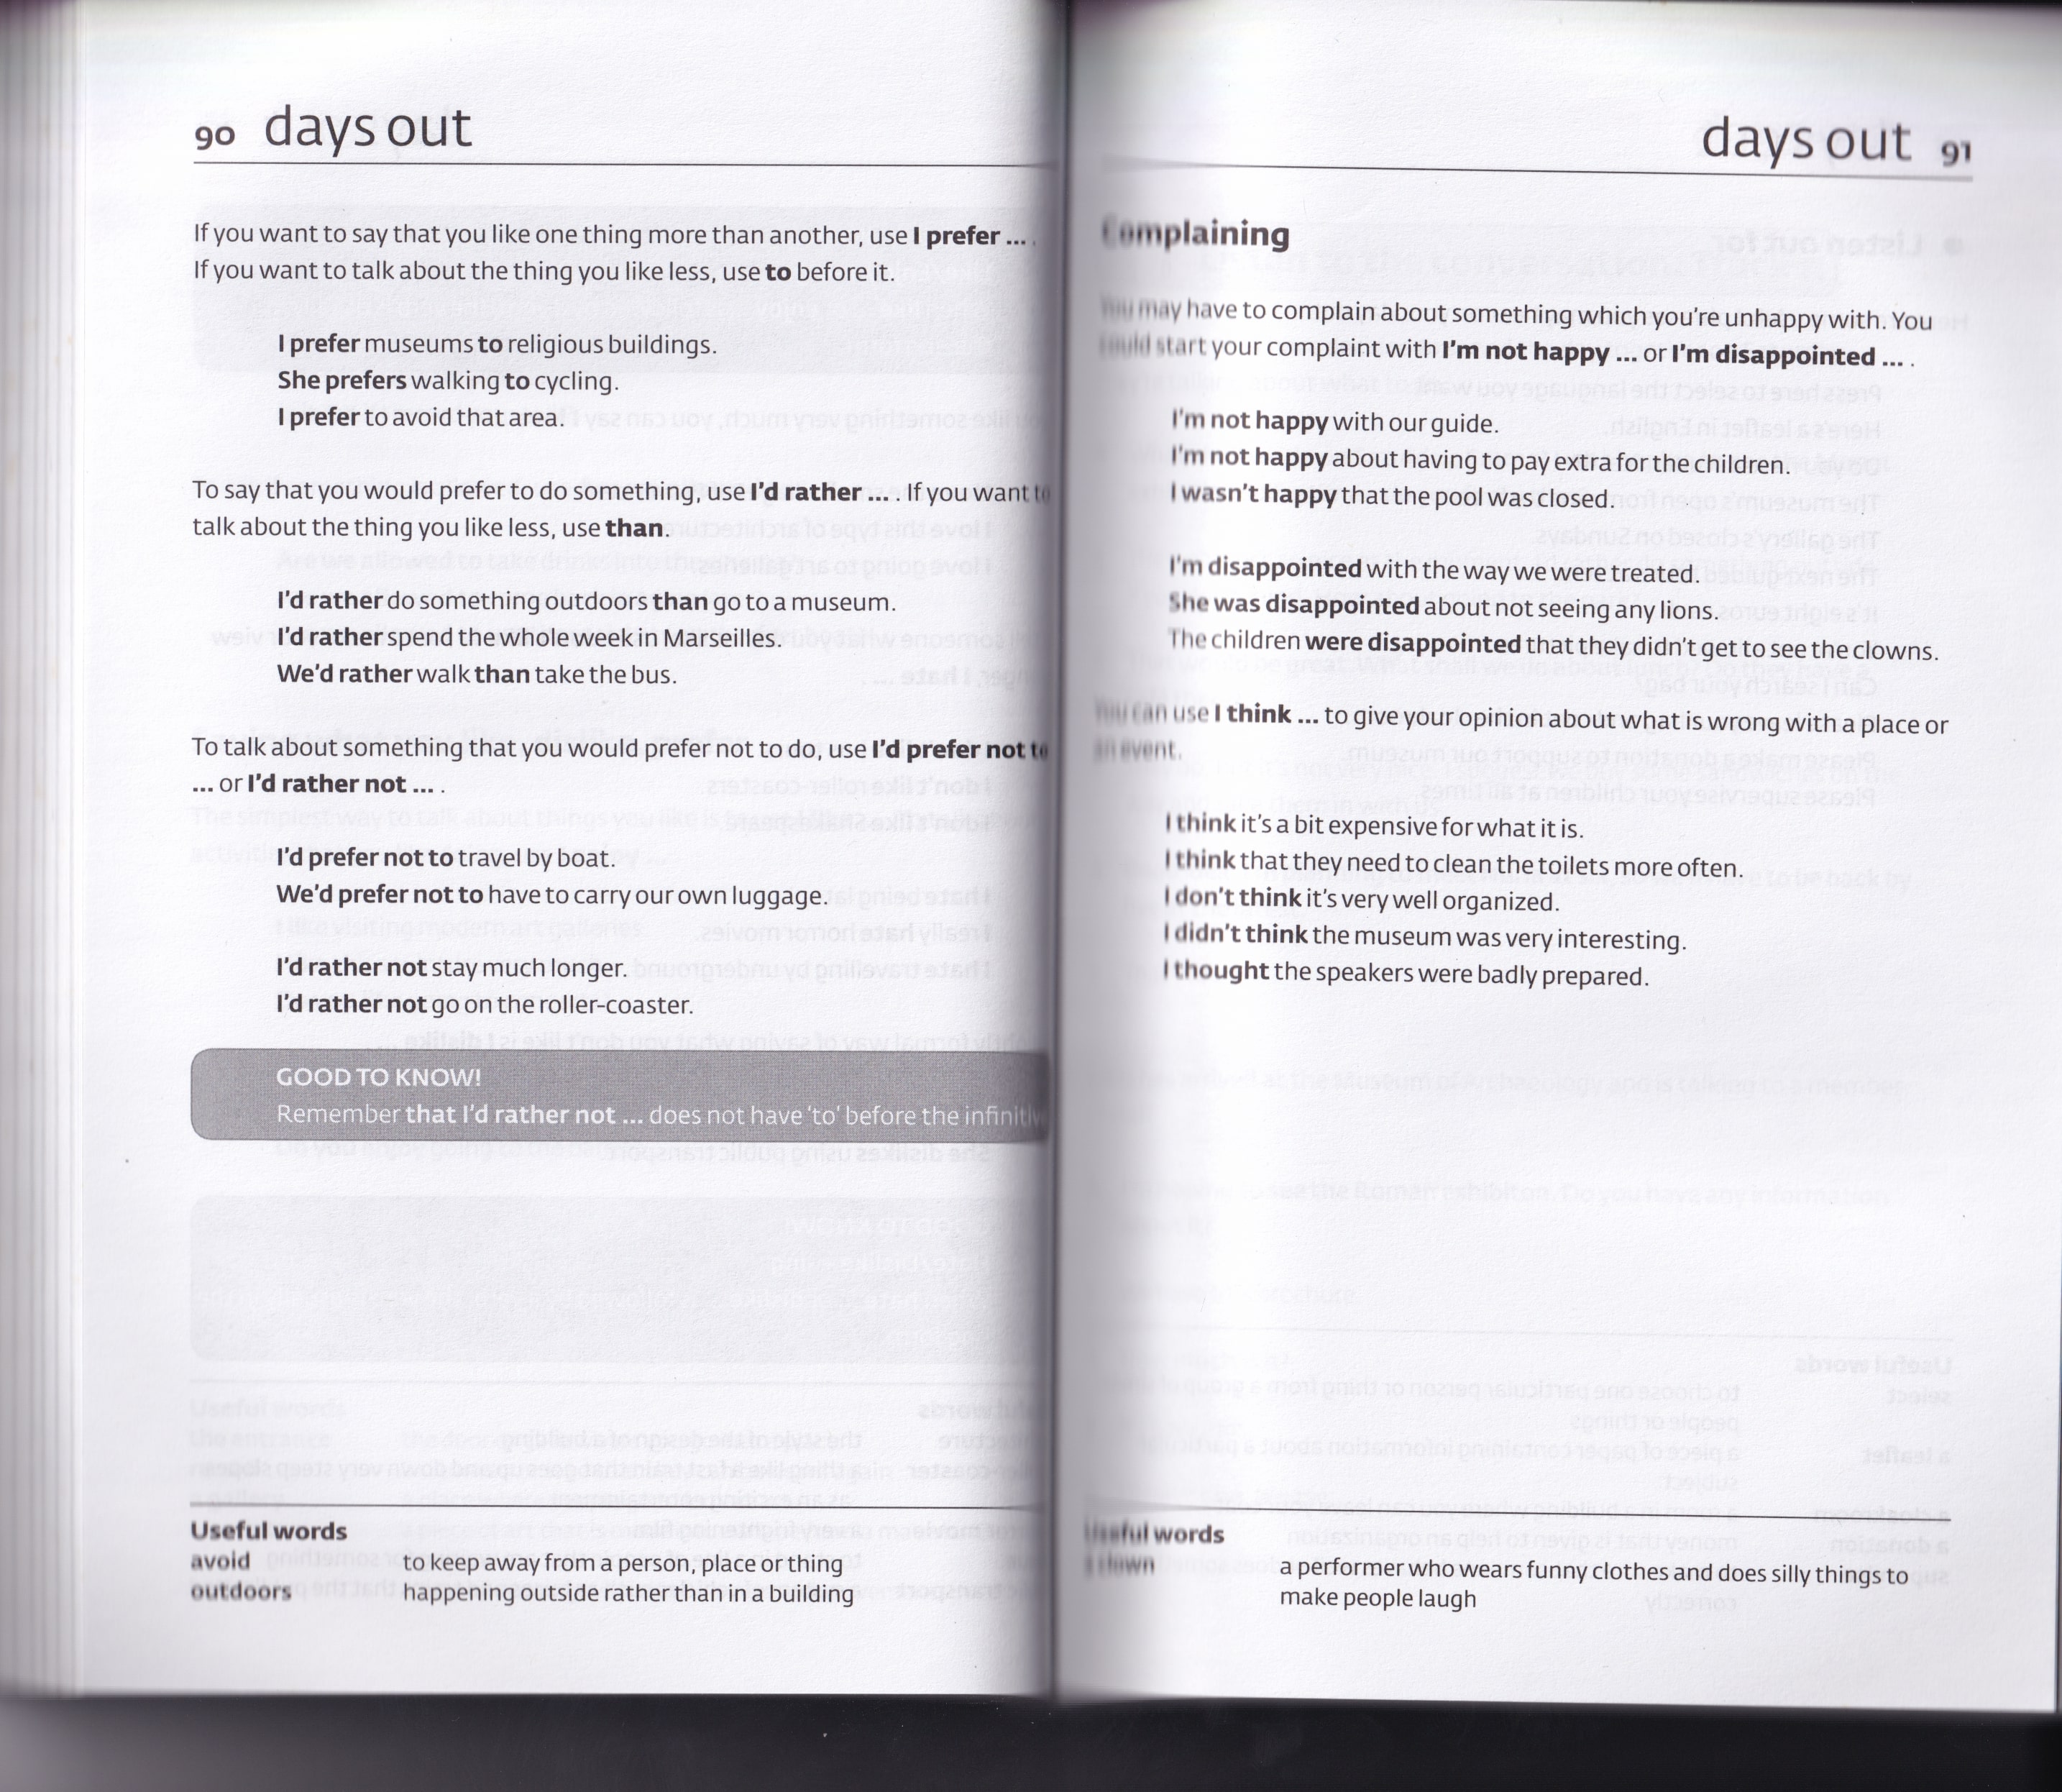 90 days out
If you want to say that you like one thing more than another, use I prefer ... .
If you want to talk about the thing you like less, use to before it.
I prefer museums to religious buildings.
She prefers walking to cycling.
I prefer to avoid that area.
To say that you would prefer to do something, use I'd rather ... . If you want to
talk about the thing you like less, use than.
I'd rather do something outdoors than go to a museum.
I'd rather spend the whole week in Marseilles.
We'd rather walk than take the bus.
To talk about something that you would prefer not to do, use I'd prefer not to
... or I'd rather not ... .
I'd prefer not to travel by boat.
We'd prefer not to have to carry our own luggage.
I'd rather not stay much longer.
I'd rather not go on the roller-coaster.
GOOD TO KNOW!
Remember that I'd rather not ... does not have 'to' before the
Useful words
avoid to keep away from a person, place or thing
outdoors happening outside rather than in a building
days out 91
Complaining
You may have to complain about something which you're unhappy with. You
could start your complaint with I'm not happy ... or I'm disappointed ... .
I'm not happy with our guide.
I'm not happy about having to pay extra for the children.
I wasn't happy that the pool was closed.
I'm disappointed with the way we were treated.
She was disappointed about not seeing any lions.
The children were disappointed that they didn't get to see the clowns.
You can use I think ... to give your opinion about what is wrong with a place or
an event.
I think it's a bit expensive for what it is.
I think that they need to clean the toilets more often.
I don't think it's very well organized.
I didn't think the museum was very interesting.
I thought the speakers were badly prepared.
Useful words
a clown a performer who wears funny clothes and does silly things to
make people laugh